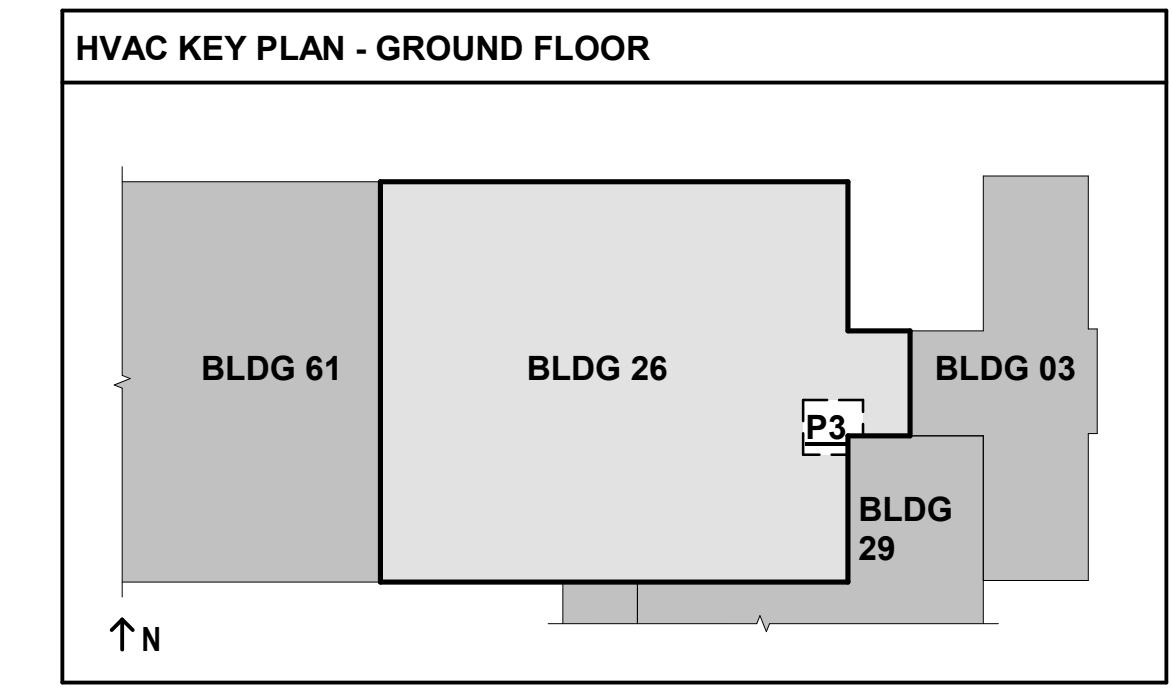 HVAC KEY PLAN - GROUND FLOOR
BLDG 61
BLDG 26
BLDG 03
P3
BLDG
29
N